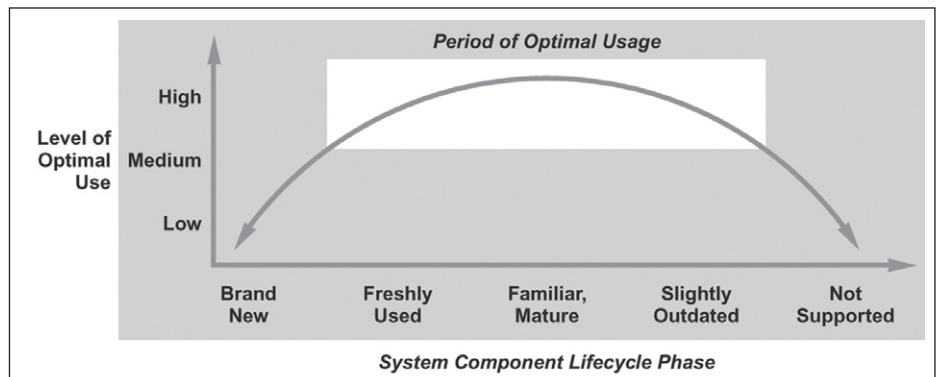 Period of Optimal Usage
High
Level of
Optimal
Use
Medium
Low
Brand
New
Freshly
Used
Familiar,
Mature
Slightly
Outdated
Not
Supported
System Component Lifecycle Phase